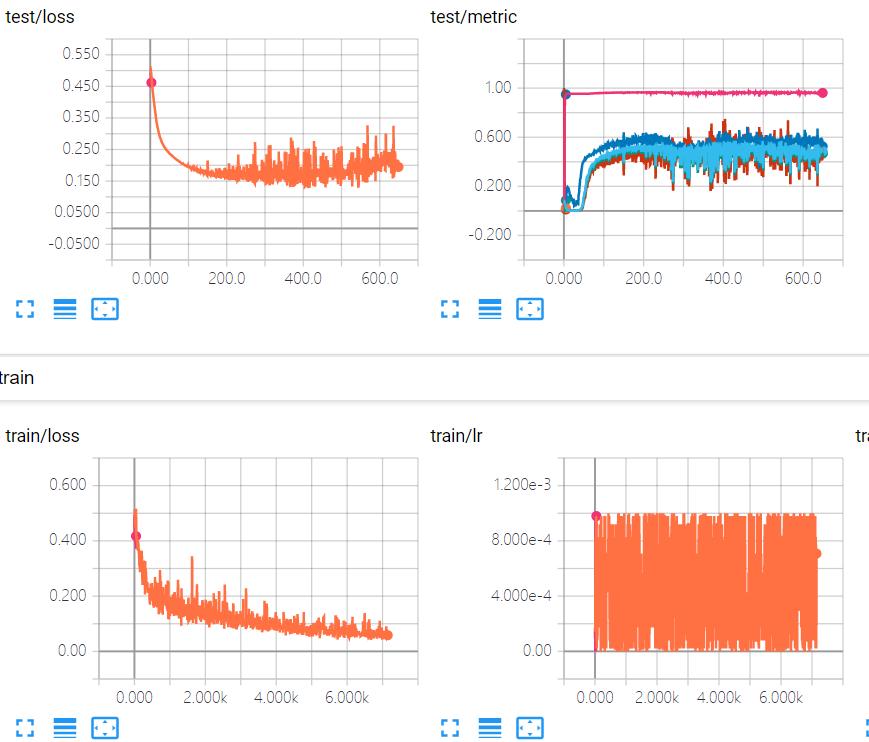 test/loss
0.550
0.450
0.350
0.250
0.150
0.0500
-0.0500
0.000 200.0 400.0 600.0
test/metric
1.00
0.600
0.200
-0.200
0.000 200.0 400.0 600.0
train
train/loss
0.600
0.400
0.200
0.00
0.000 2.000k 4.000k 6.000k
train/lr
1.200e-3
8.000e-4
4.000e-4
0.00
0.000 2.000k 4.000k 6.000k
tra